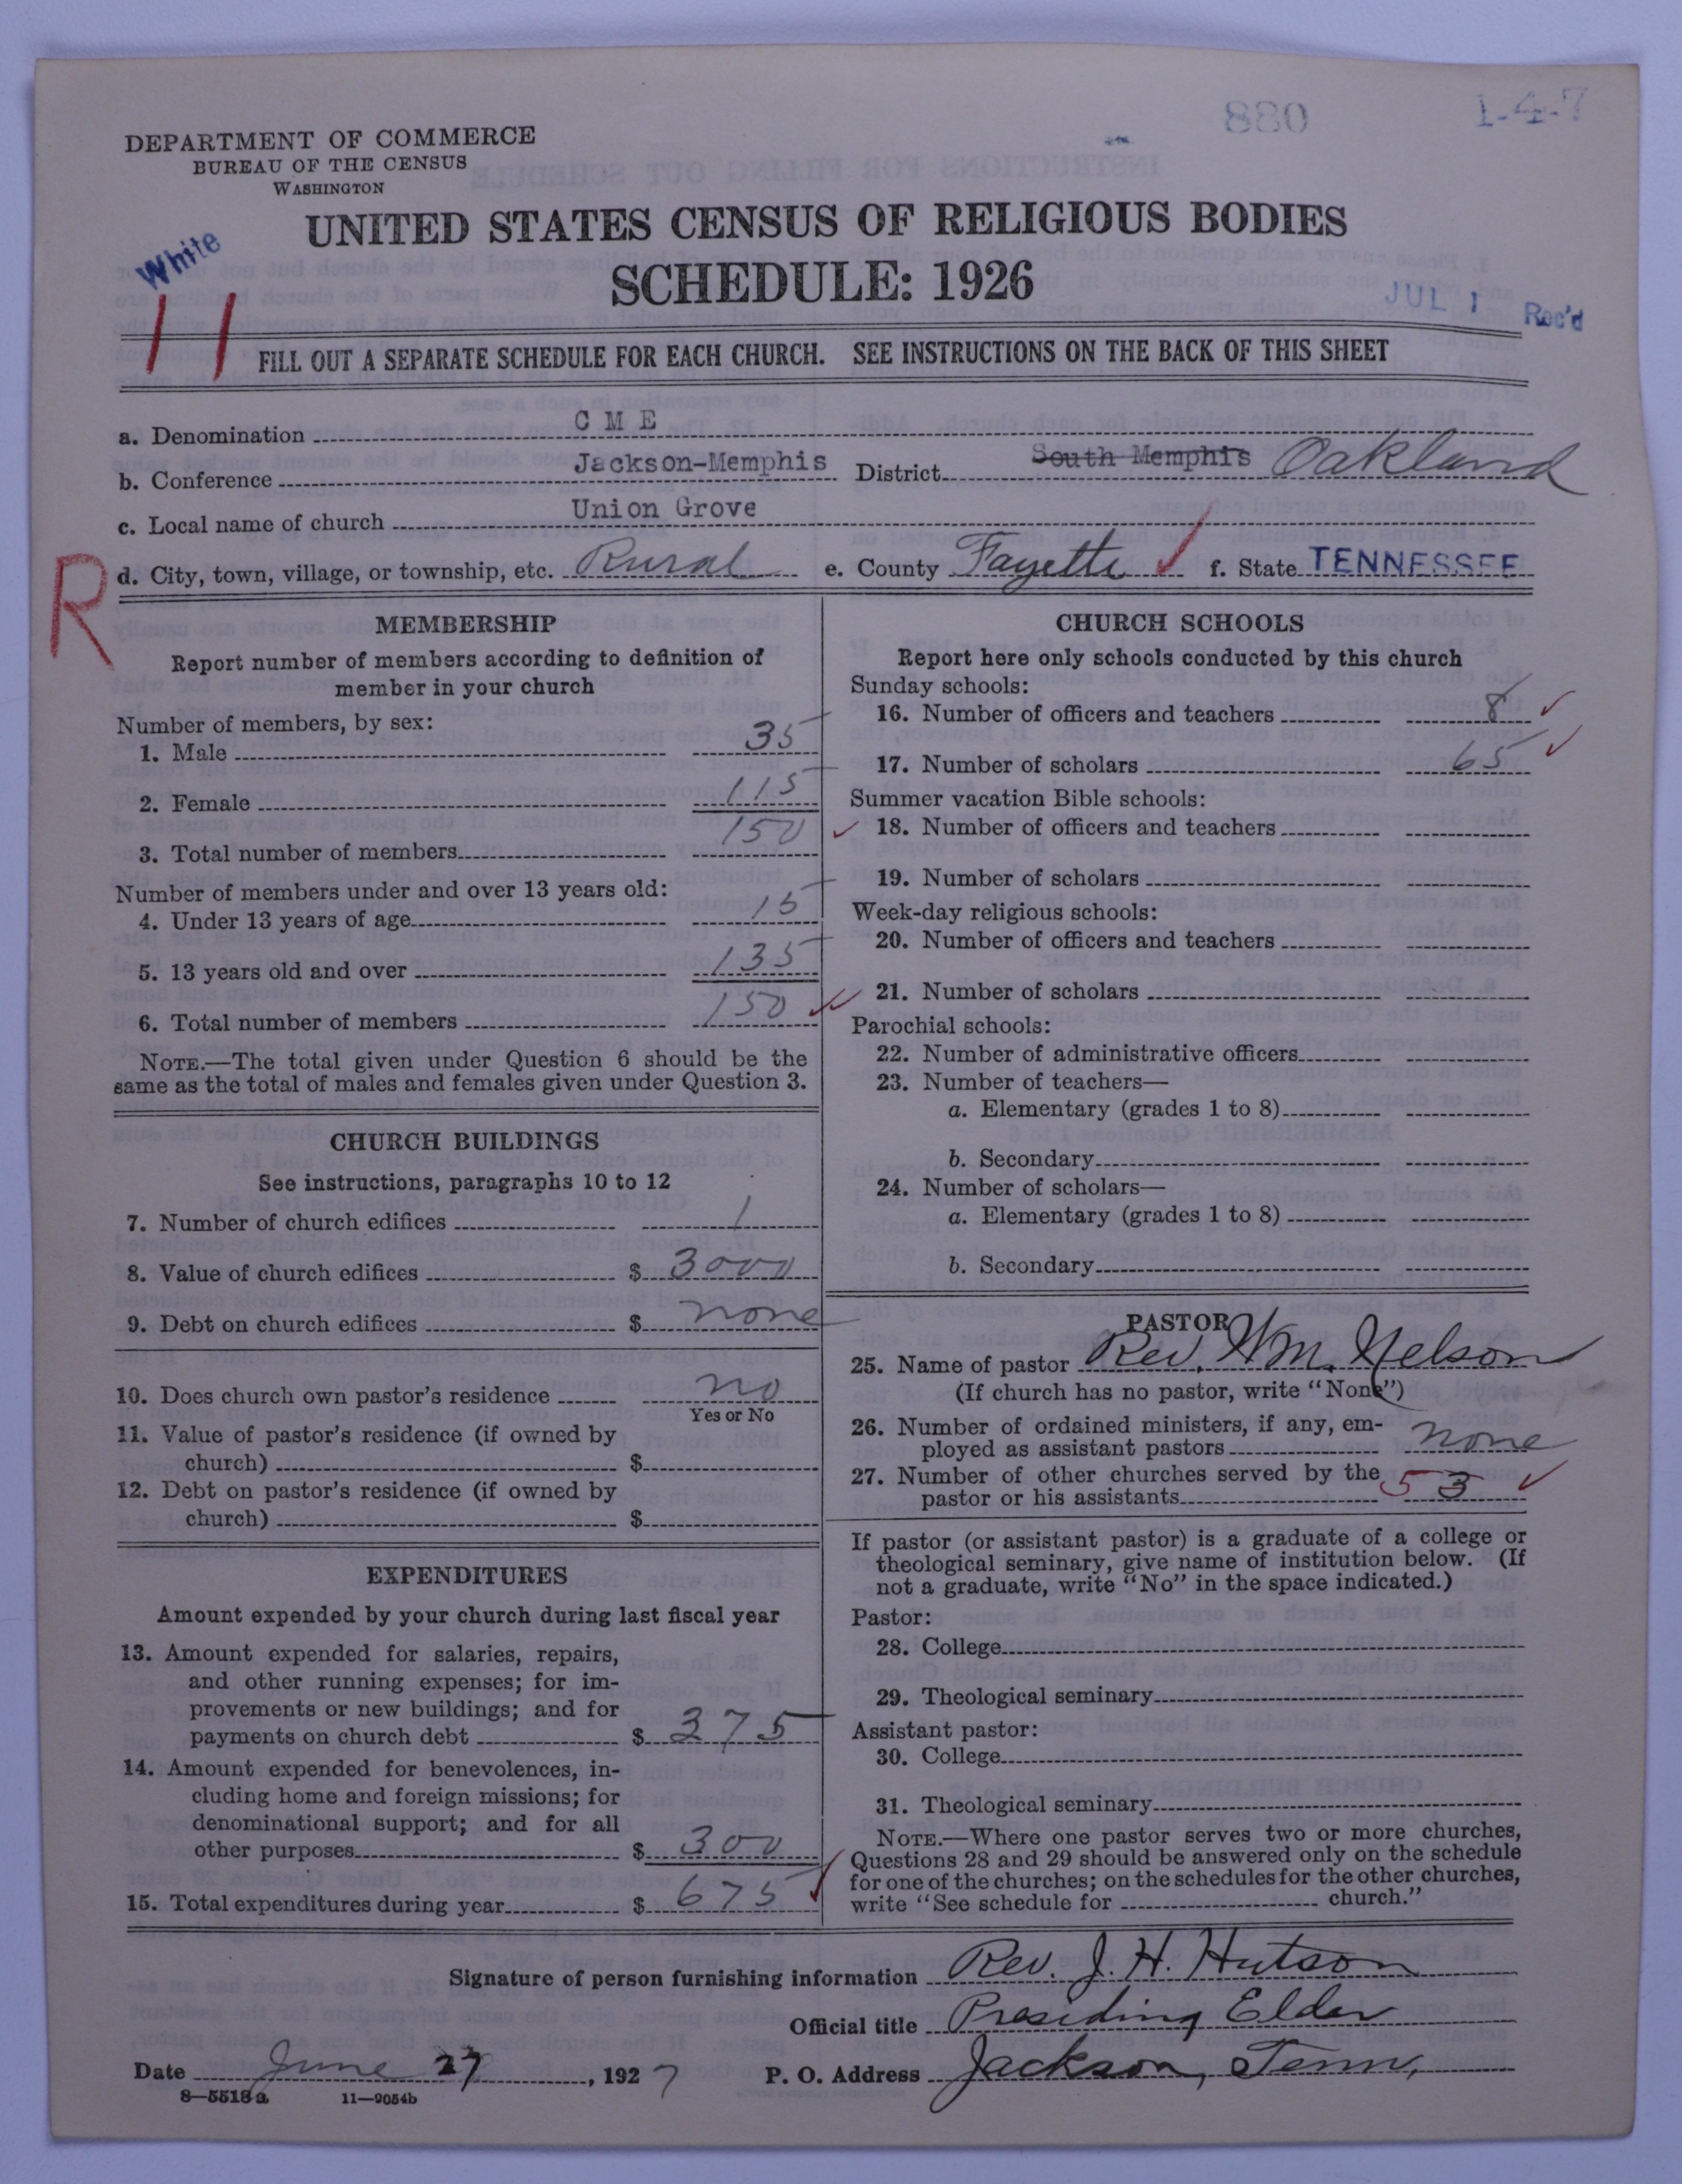 880
1-4-7
DEPARTMENT OF COMMERCE
BUREAU OF THE CENSUS
WASHINGTON
UNITED STATES CENSUS OF RELIGIOUS BODIES
White
SCHEDULE: 1926
JUL 1 Rec'd
11
FILL OUT A SEPARATE SCHEDULE FOR EACH CHURCH. SEE INSTRUCTIONS ON THE BACK OF THIS SHEET
a. Denomination C M E
b. Conference Jackson-Memphis District South Memphis Oakland
c. Local name of church Union Grove
R
d. City, town, village, or township, etc. Rural e. County Fayette f. State TENNESSEE
MEMBERSHIP
Report number of members according to definition of
member in your church
Number of members, by sex:
1. Male 35
2. Female 115
3. Total number of members 150
Number of members under and over 13 years old:
4. Under 13 years of age 15
5. 13 years old and over 135
6. Total number of members 150
NOTE.—The total given under Question 6 should be the
same as the total of males and females given under Question 3.
CHURCH BUILDINGS
See instructions, paragraphs 10 to 12
7. Number of church edifices 1
8. Value of church edifices $ 3000
9. Debt on church edifices $ none
10. Does church own pastor's residence no
Yes or No
11. Value of pastor's residence (if owned by
church) $
12. Debt on pastor's residence (if owned by
church) $
EXPENDITURES
Amount expended by your church during last fiscal year
13. Amount expended for salaries, repairs,
and other running expenses; for im-
provements or new buildings; and for
payments on church debt $ 375
14. Amount expended for benevolences, in-
cluding home and foreign missions; for
denominational support; and for all
other purposes $ 300
15. Total expenditures during year $ 675
CHURCH SCHOOLS
Report here only schools conducted by this church
Sunday schools:
16. Number of officers and teachers 8
17. Number of scholars 65
Summer vacation Bible schools:
18. Number of officers and teachers
19. Number of scholars
Week-day religious schools:
20. Number of officers and teachers
21. Number of scholars
Parochial schools:
22. Number of administrative officers
23. Number of teachers—
a. Elementary (grades 1 to 8)
b. Secondary
24. Number of scholars—
a. Elementary (grades 1 to 8)
b. Secondary
PASTOR
25. Name of pastor Rev. Wm. Nelson
(If church has no pastor, write "None")
26. Number of ordained ministers, if any, em-
ployed as assistant pastors none
27. Number of other churches served by the
pastor or his assistants 5 3
If pastor (or assistant pastor) is a graduate of a college or
theological seminary, give name of institution below. (If
not a graduate, write "No" in the space indicated.)
Pastor:
28. College
29. Theological seminary
Assistant pastor:
30. College
31. Theological seminary
NOTE.—Where one pastor serves two or more churches,
Questions 28 and 29 should be answered only on the schedule
for one of the churches; on the schedules for the other churches,
write "See schedule for church."
Signature of person furnishing information Rev. J. H. Hutson
Official title Presiding Elder
Date June 27, 1927 P. O. Address Jackson, Tenn,
8—5518a 11—9054b